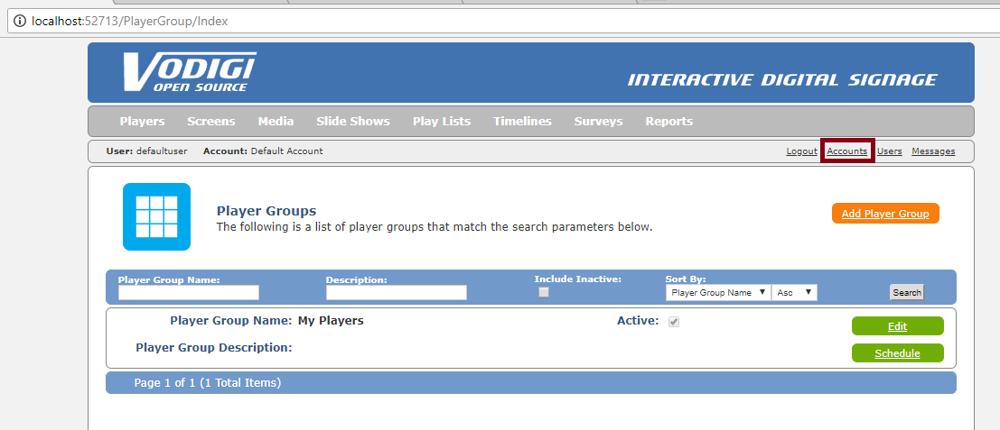 localhost:52713/PlayerGroup/Index
VODIGI
OPEN SOURCE
INTERACTIVE DIGITAL SIGNAGE
Players Screens Media Slide Shows Play Lists Timelines Surveys Reports
User: defaultuser Account: Default Account Logout Accounts Users Messages
Player Groups
The following is a list of player groups that match the search parameters below.
Add Player Group
Player Group Name: Description: Include Inactive: Sort By:
Player Group Name Asc Search
Player Group Name: My Players Active: Edit
Player Group Description: Schedule
Page 1 of 1 (1 Total Items)